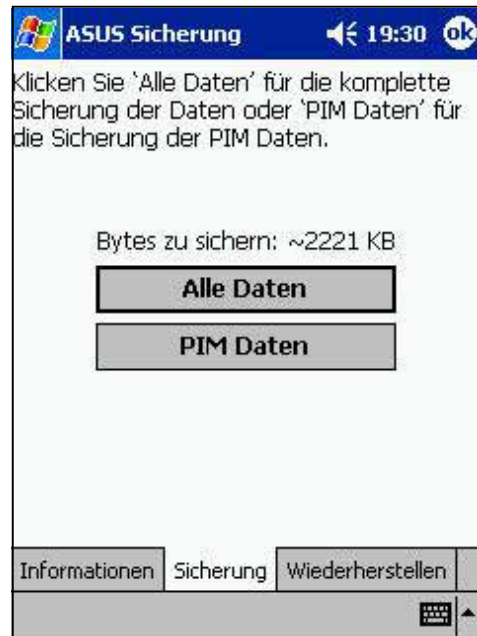 ASUS Sicherung 19:30 ok
Klicken Sie 'Alle Daten' für die komplette
Sicherung der Daten oder 'PIM Daten' für
die Sicherung der PIM Daten.
Bytes zu sichern: ~2221 KB
Alle Daten
PIM Daten
Informationen Sicherung Wiederherstellen